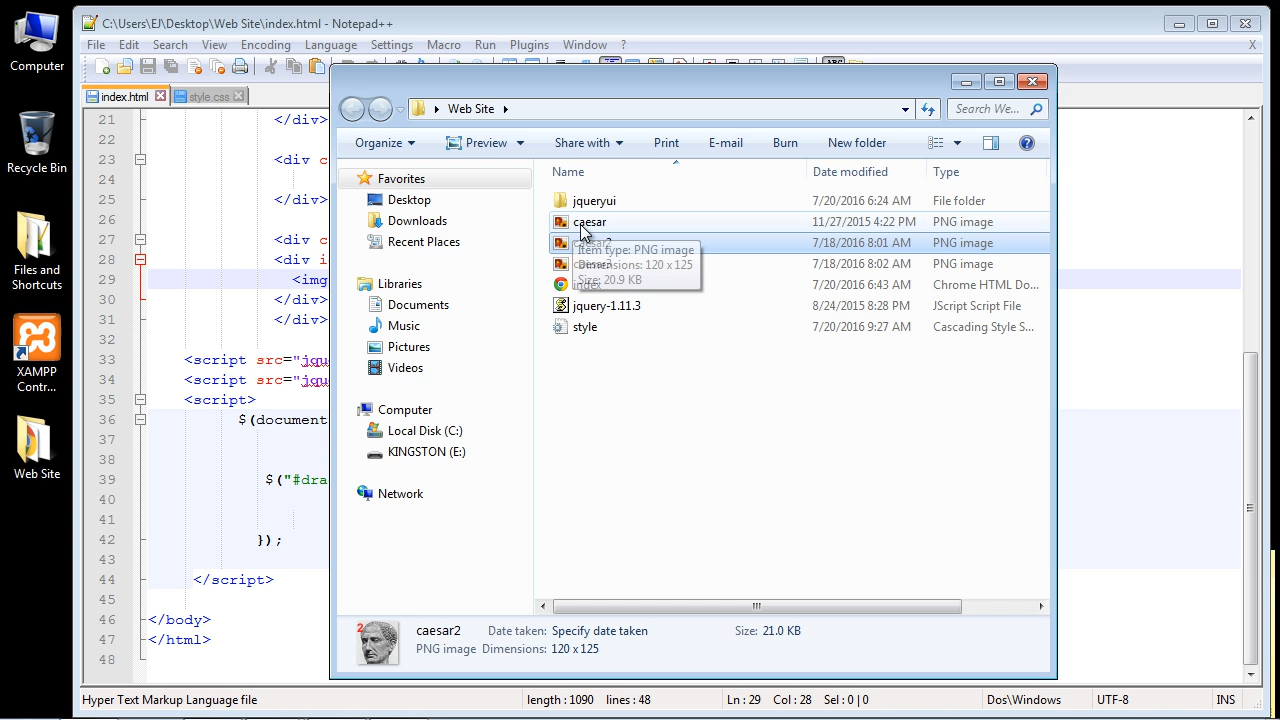 Computer
Recycle Bin
Files and
Shortcuts
XAMPP
Contr...
Web Site
C:\Users\EJ\Desktop\Web Site\index.html - Notepad++
File Edit Search View Encoding Language Settings Macro Run Plugins Window ? X
index.html style.css
21 </div>
22
23 <div c
24
25 </div>
26
27 <div c
28 <div i
29 <img
30 </div>
31 </div>
32
33 <script src="jqu
34 <script src="jqu
35 <script>
36 $(document
37
38
39 $("#dra
40
41
42 });
43
44 </script>
45
46 </body>
47 </html>
48
Web Site
Search We...
Organize Preview Share with Print E-mail Burn New folder
Favorites
Desktop
Downloads
Recent Places
Libraries
Documents
Music
Pictures
Videos
Computer
Local Disk (C:)
KINGSTON (E:)
Network
Name Date modified Type
jqueryui 7/20/2016 6:24 AM File folder
caesar 11/27/2015 4:22 PM PNG image
7/18/2016 8:01 AM PNG image
7/18/2016 8:02 AM PNG image
index 7/20/2016 6:43 AM Chrome HTML Do...
jquery-1.11.3 8/24/2015 8:28 PM JScript Script File
style 7/20/2016 9:27 AM Cascading Style S...
Item type: PNG image
Dimensions: 120 x 125
Size: 20.9 KB
2
caesar2 Date taken: Specify date taken Size: 21.0 KB
PNG image Dimensions: 120 x 125
Hyper Text Markup Language file length : 1090 lines : 48 Ln : 29 Col : 28 Sel : 0 | 0 Dos\Windows UTF-8 INS